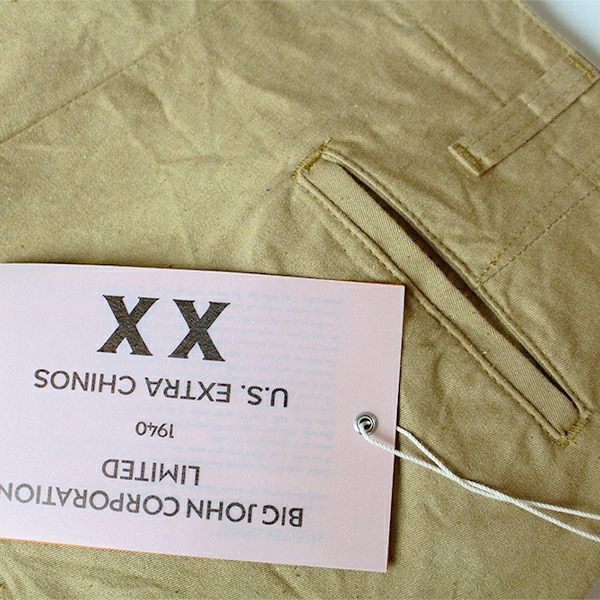 BIG JOHN CORPORATION
LIMITED
1940
U.S. EXTRA CHINOS
XX